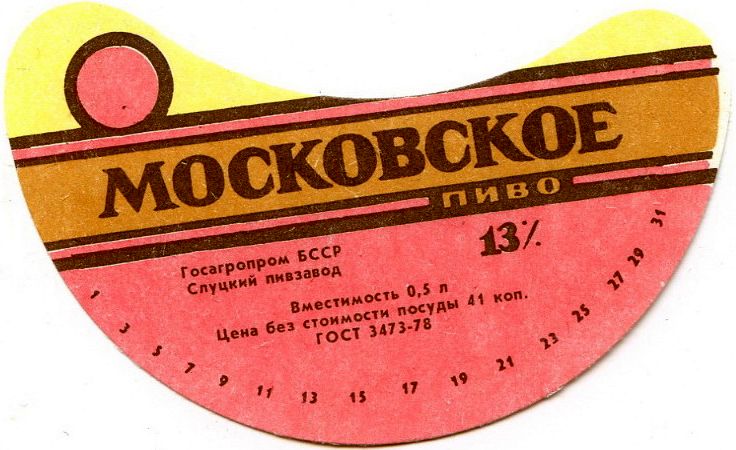 МОСКОВСКОЕ
ПИВО
13%
Госагропром БССР
Слуцкий пивзавод
Вместимость 0,5 л
Цена без стоимости посуды 41 коп.
ГОСТ 3473-78
1 3 5 7 9 11 13 15 17 19 21 23 25 27 29 31